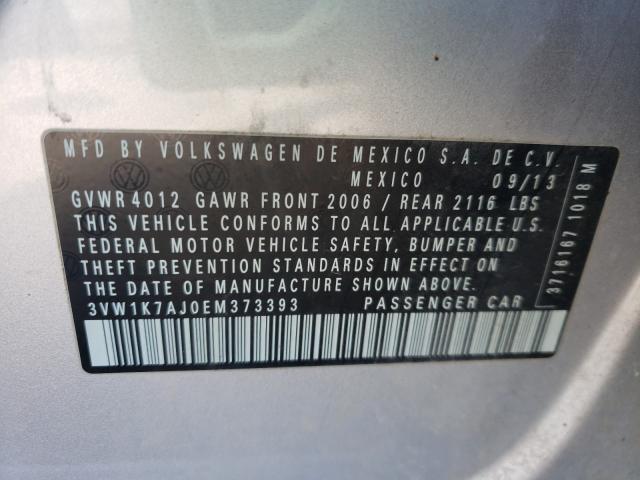 MFD BY VOLKSWAGEN DE MEXICO S.A. DE C.V.
MEXICO 09/13
GVWR 4012 GAWR FRONT 2006 / REAR 2116 LBS
THIS VEHICLE CONFORMS TO ALL APPLICABLE U.S.
FEDERAL MOTOR VEHICLE SAFETY, BUMPER AND
THEFT PREVENTION STANDARDS IN EFFECT ON
THE DATE OF MANUFACTURE SHOWN ABOVE.
3VW1K7AJ0EM373393 PASSENGER CAR
3716167 1018 M